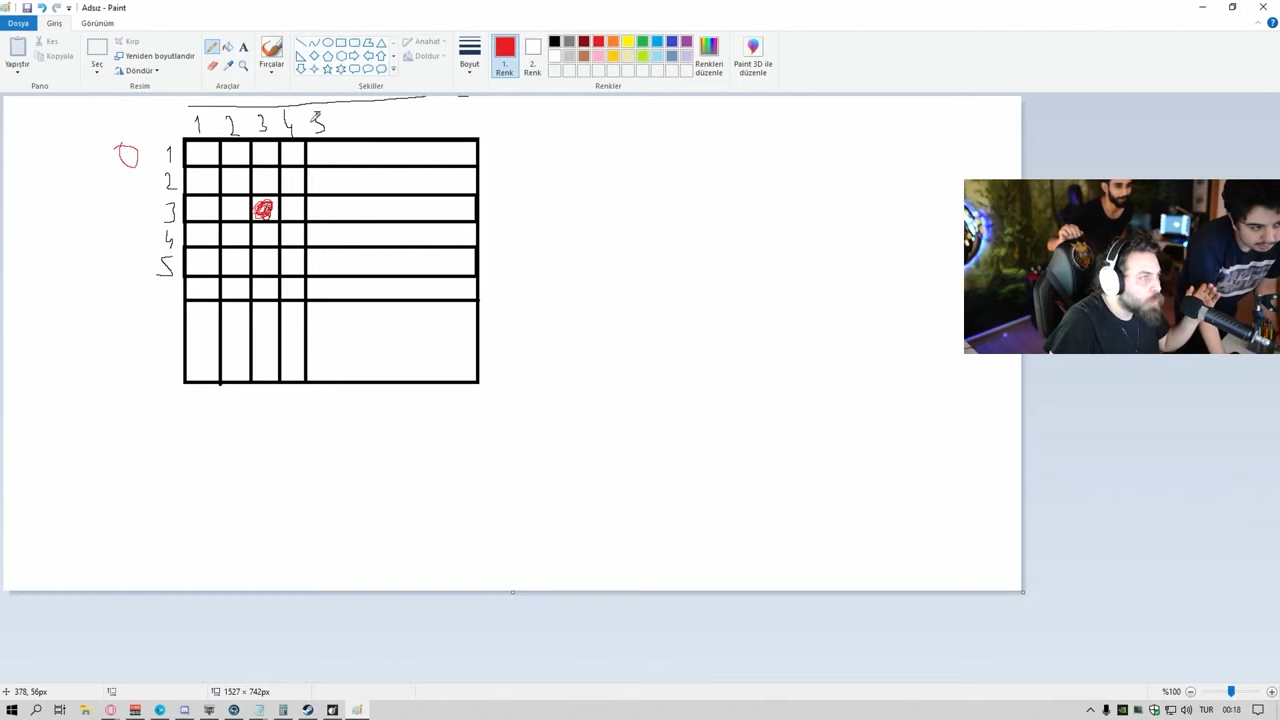 Adsız - Paint
Dosya Giriş Görünüm
Yapıştır Kes Kopyala
Pano
Seç Kırp Yeniden boyutlandır Döndür
Resim
A
Araçlar
Fırçalar
Anahat Doldur
Şekiller
Boyut
1. Renk
2. Renk
Renkleri düzenle
Paint 3D ile düzenle
Renkler
1 2 3 4 5
1
2
3
4
5
378, 56px
1527 × 742px
%100
TUR 00:18